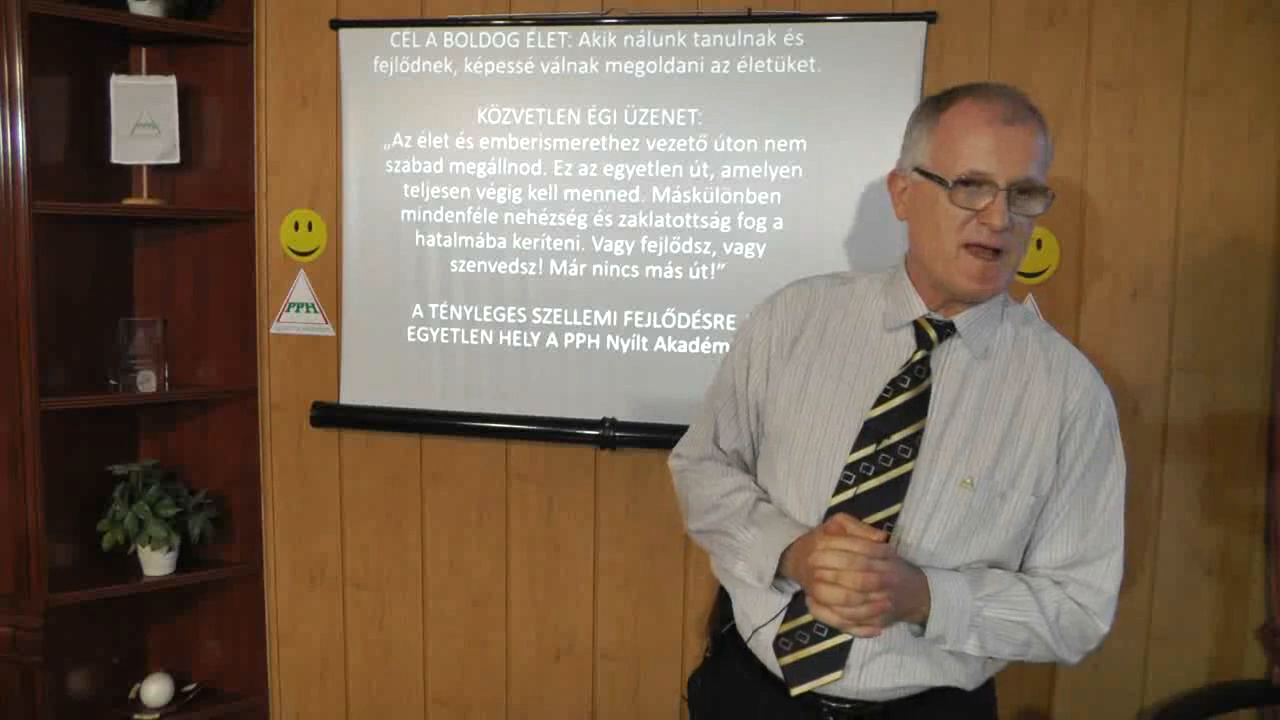 CÉL A BOLDOG ÉLET: Akik nálunk tanulnak és
fejlődnek, képessé válnak megoldani az életüket.
KÖZVETLEN ÉGI ÜZENET:
„Az élet és emberismerethez vezető úton nem
szabad megállnod. Ez az egyetlen út, amelyen
teljesen végig kell menned. Máskülönben
mindenféle nehézség és zaklatottság fog a
hatalmába keríteni. Vagy fejlődsz, vagy
szenvedsz! Már nincs más út!”
A TÉNYLEGES SZELLEMI FEJLŐDÉSRE
EGYETLEN HELY A PPH Nyílt Akadém
PPH